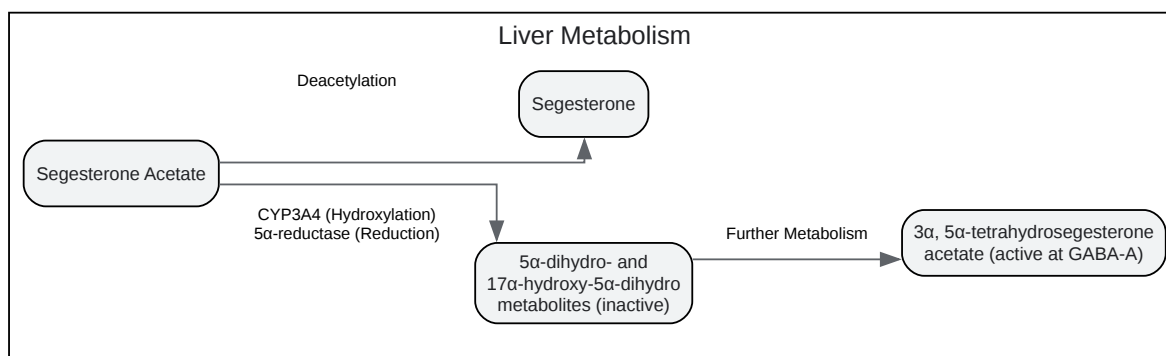 Liver Metabolism
Deacetylation
Segesterone
Segesterone Acetate
CYP3A4 (Hydroxylation)
5α-reductase (Reduction)
5α-dihydro- and
17α-hydroxy-5α-dihydro
metabolites (inactive)
Further Metabolism
3α, 5α-tetrahydrosegesterone
acetate (active at GABA-A)